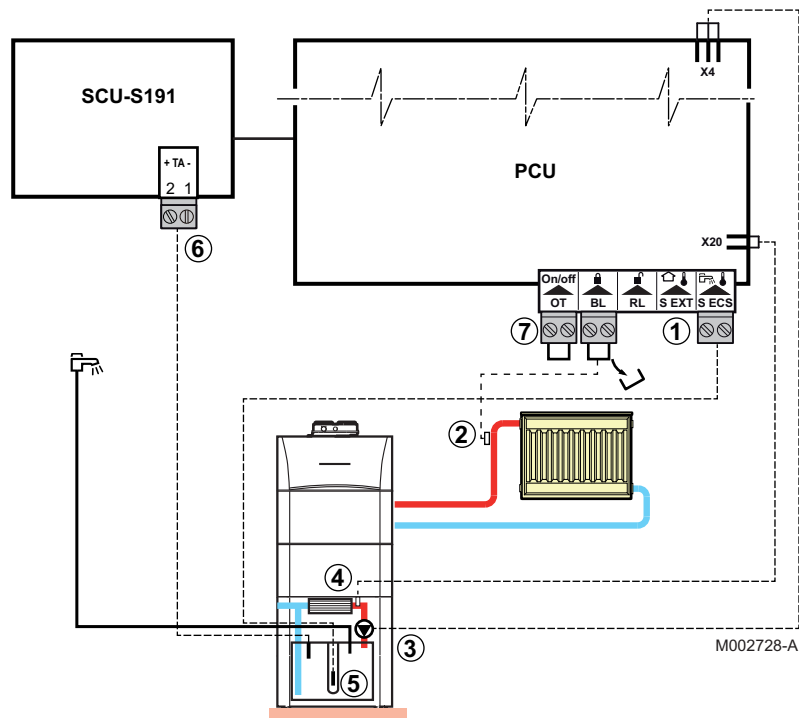 X4
SCU-S191
+ TA -
2 1
PCU
6
X20
On/off
OT BL RL S EXT S ECS
7
1
2
4
3
5
M002728-A